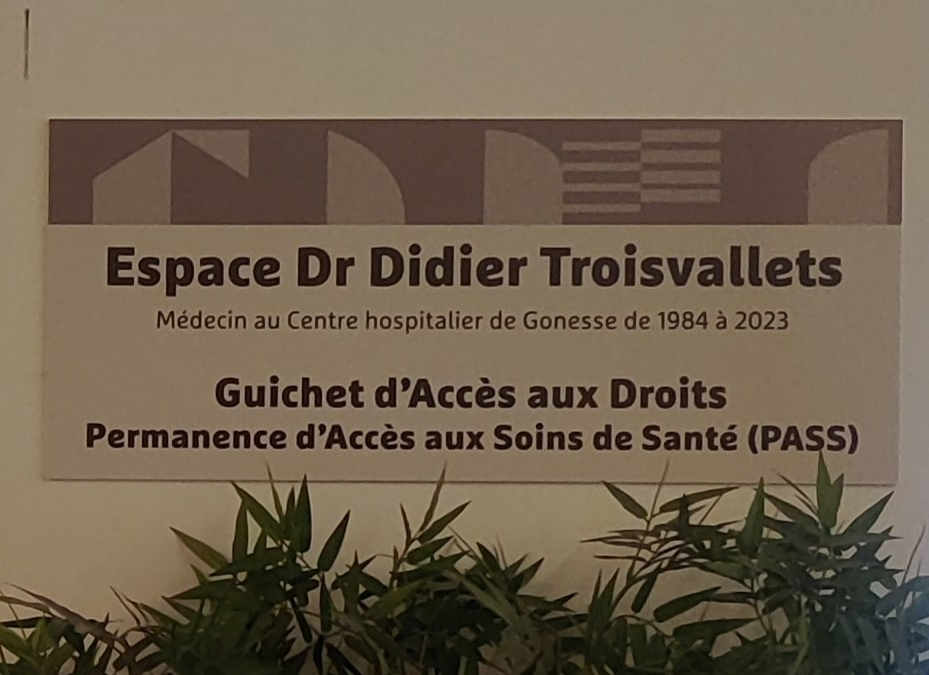 Espace Dr Didier Troisvallets
Médecin au Centre hospitalier de Gonesse de 1984 à 2023
Guichet d’Accès aux Droits
Permanence d’Accès aux Soins de Santé (PASS)